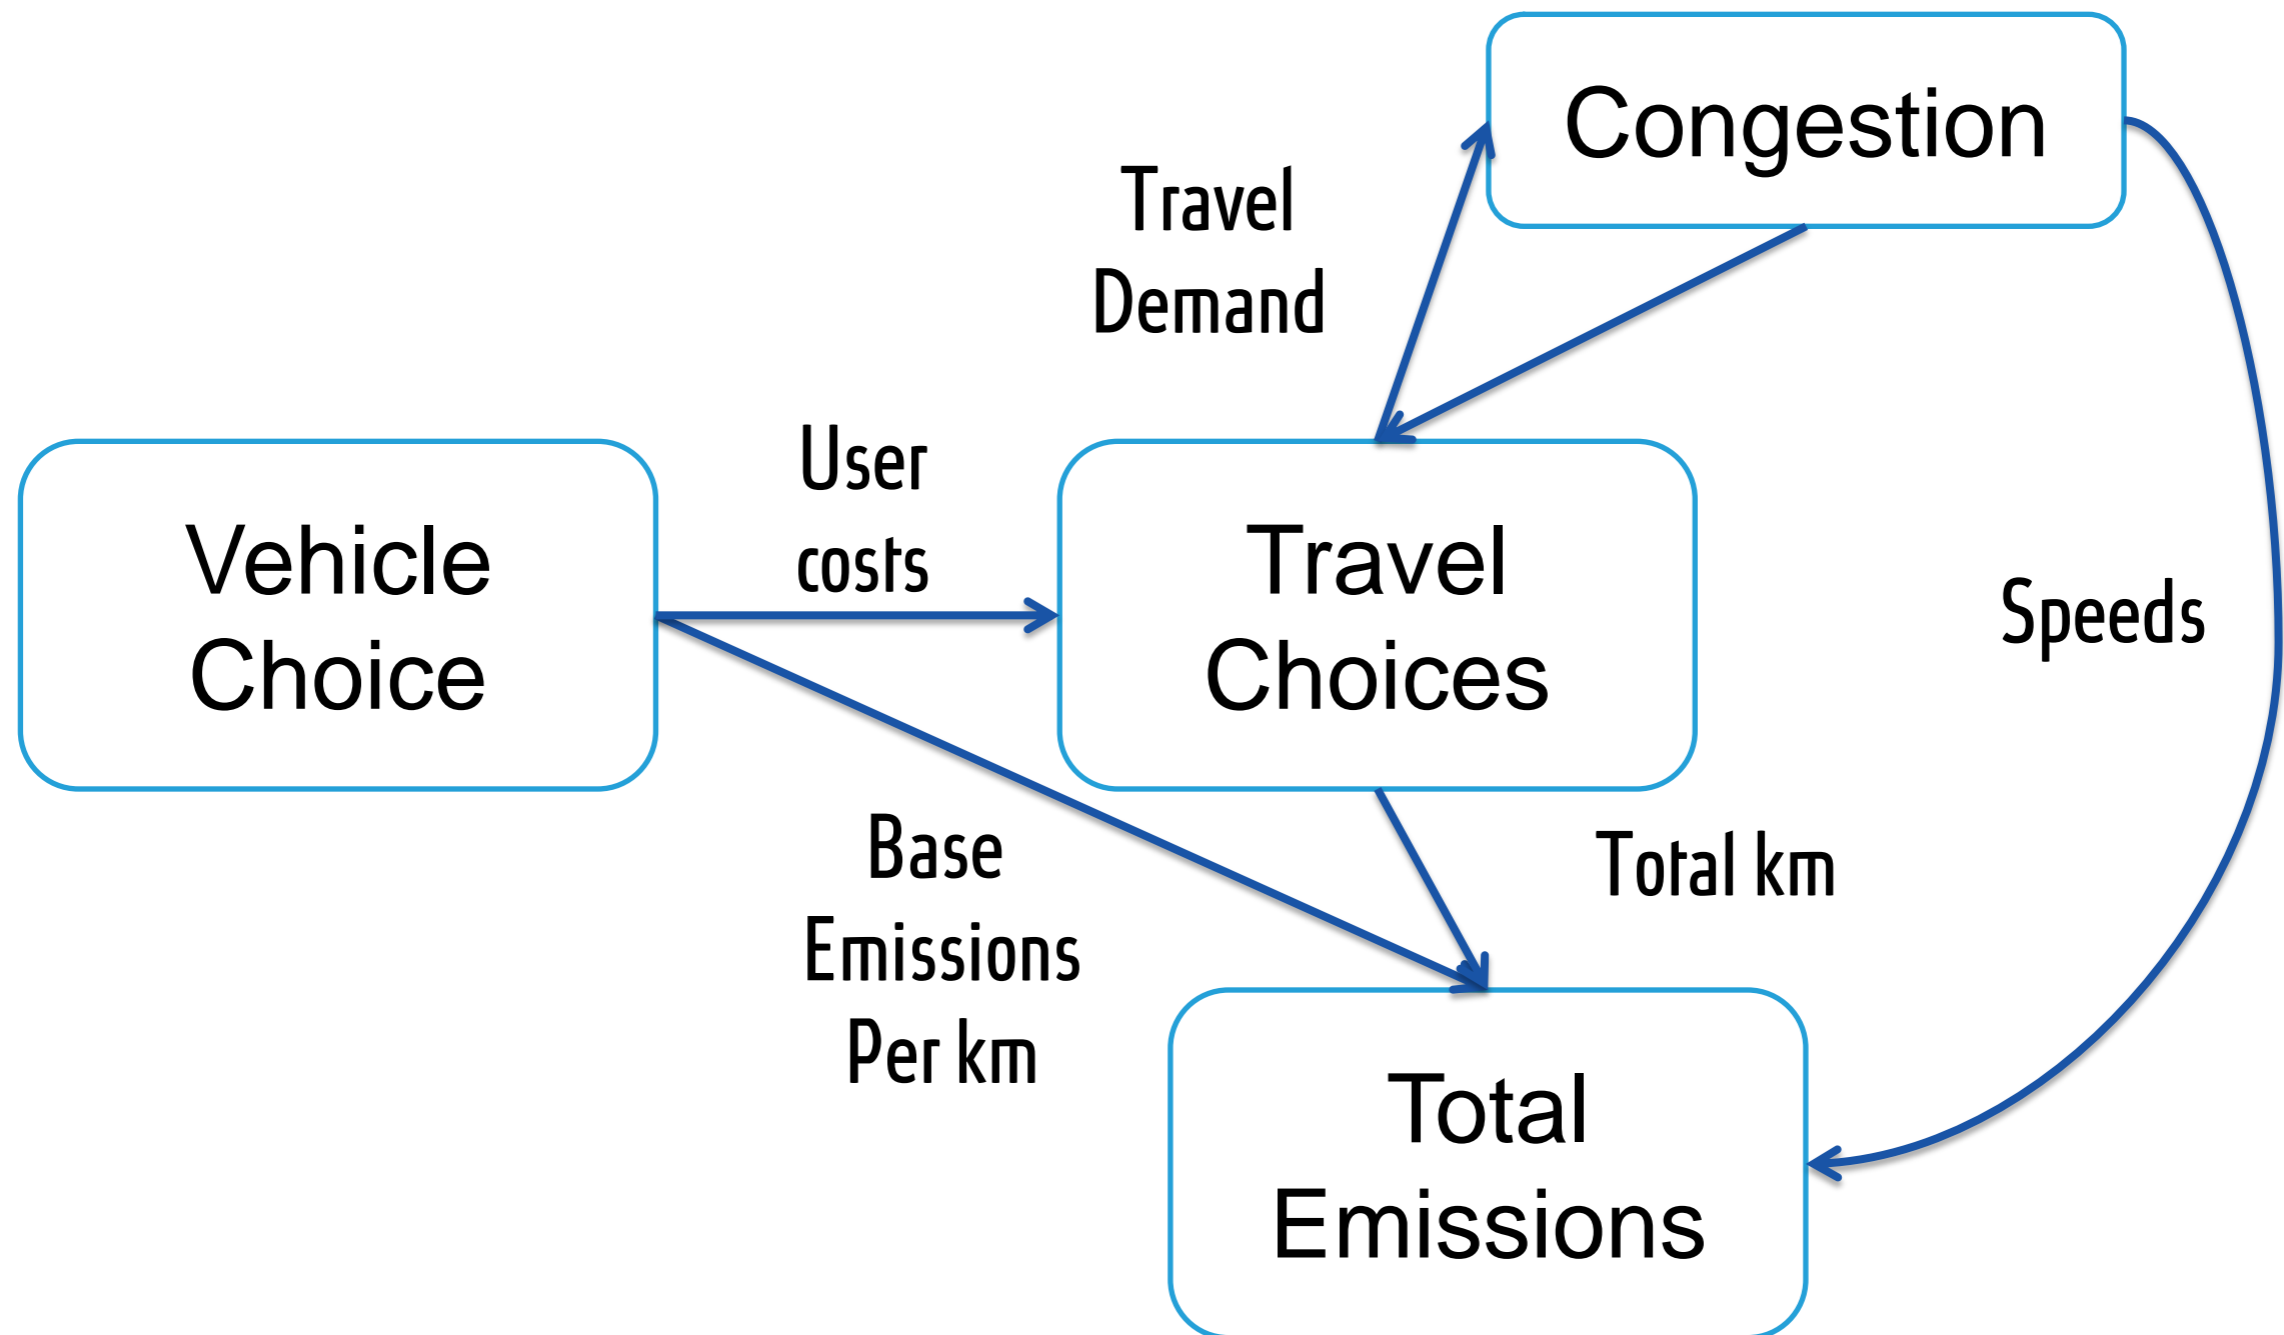 Congestion
Travel
Demand
User
costs
Vehicle
Choice
Travel
Choices
Speeds
Base
Emissions
Per km
Total km
Total
Emissions